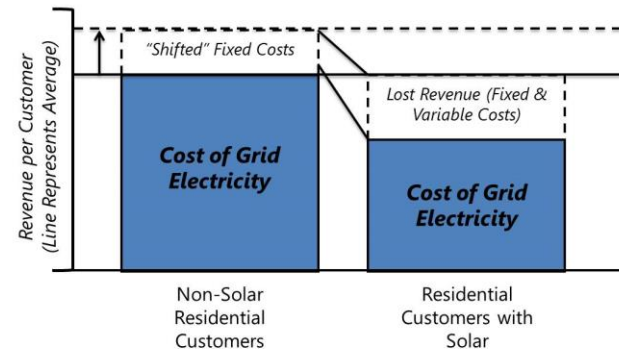 Revenue per Customer
(Line Represents Average)
"Shifted" Fixed Costs
Lost Revenue (Fixed &
Variable Costs)
Cost of Grid
Electricity
Cost of Grid
Electricity
Non-Solar
Residential
Customers
Residential
Customers with
Solar